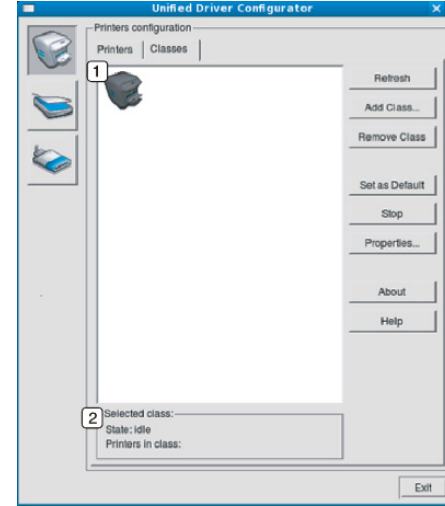 Unified Driver Configurator
Printers configuration
Printers Classes
1
Refresh
Add Class...
Remove Class
Set as Default
Stop
Properties...
About
Help
2 Selected class:
State: idle
Printers in class:
Exit